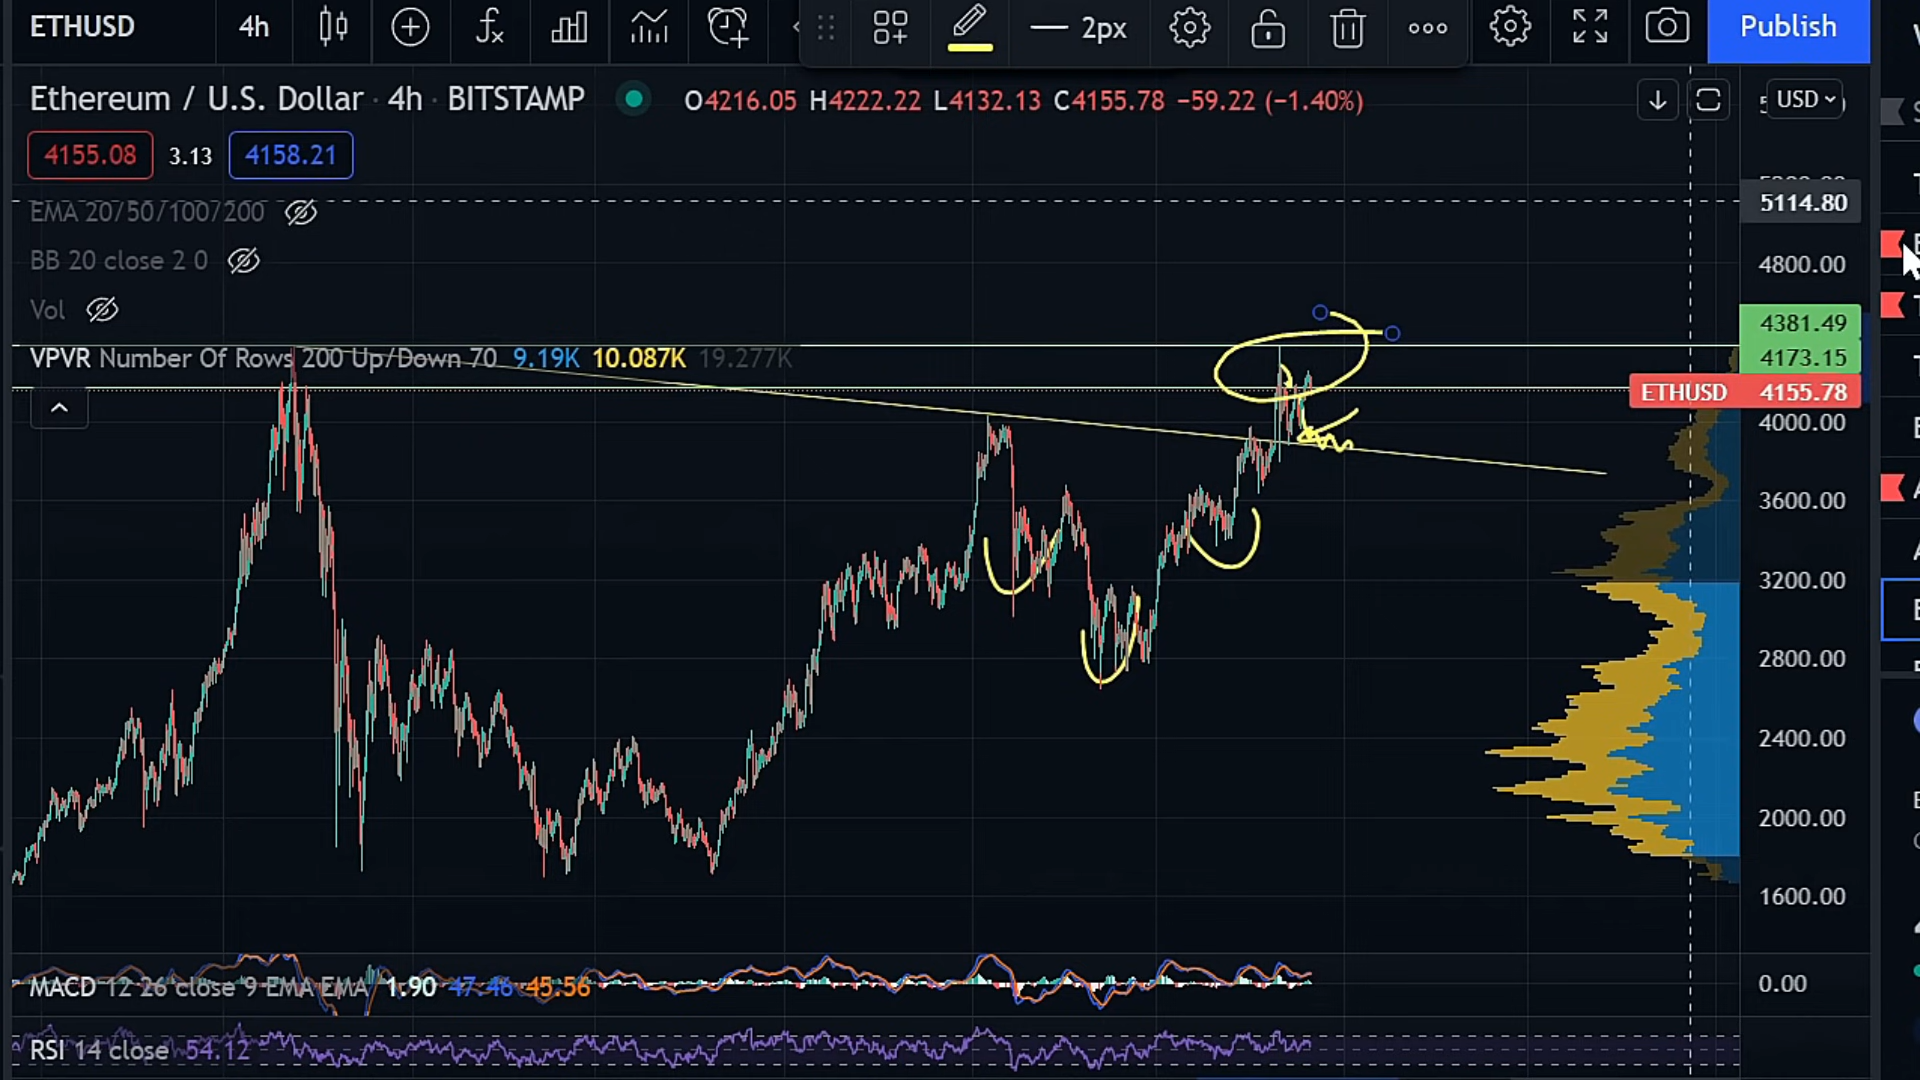 ETHUSD 4h 2px Publish
Ethereum / U.S. Dollar · 4h · BITSTAMP O4216.05 H4222.22 L4132.13 C4155.78 −59.22 (−1.40%) USD
4155.08 3.13 4158.21
EMA 20/50/100/200
5114.80
BB 20 close 2 0
4800.00
Vol
4381.49
VPVR Number Of Rows 200 Up/Down 70 9.19K 10.087K 19.277K
4173.15
ETHUSD 4155.78
4000.00
3600.00
3200.00
2800.00
2400.00
2000.00
1600.00
MACD 12 26 close 9 EMA EMA 1.90 47.46 45.56
0.00
RSI 14 close 54.12